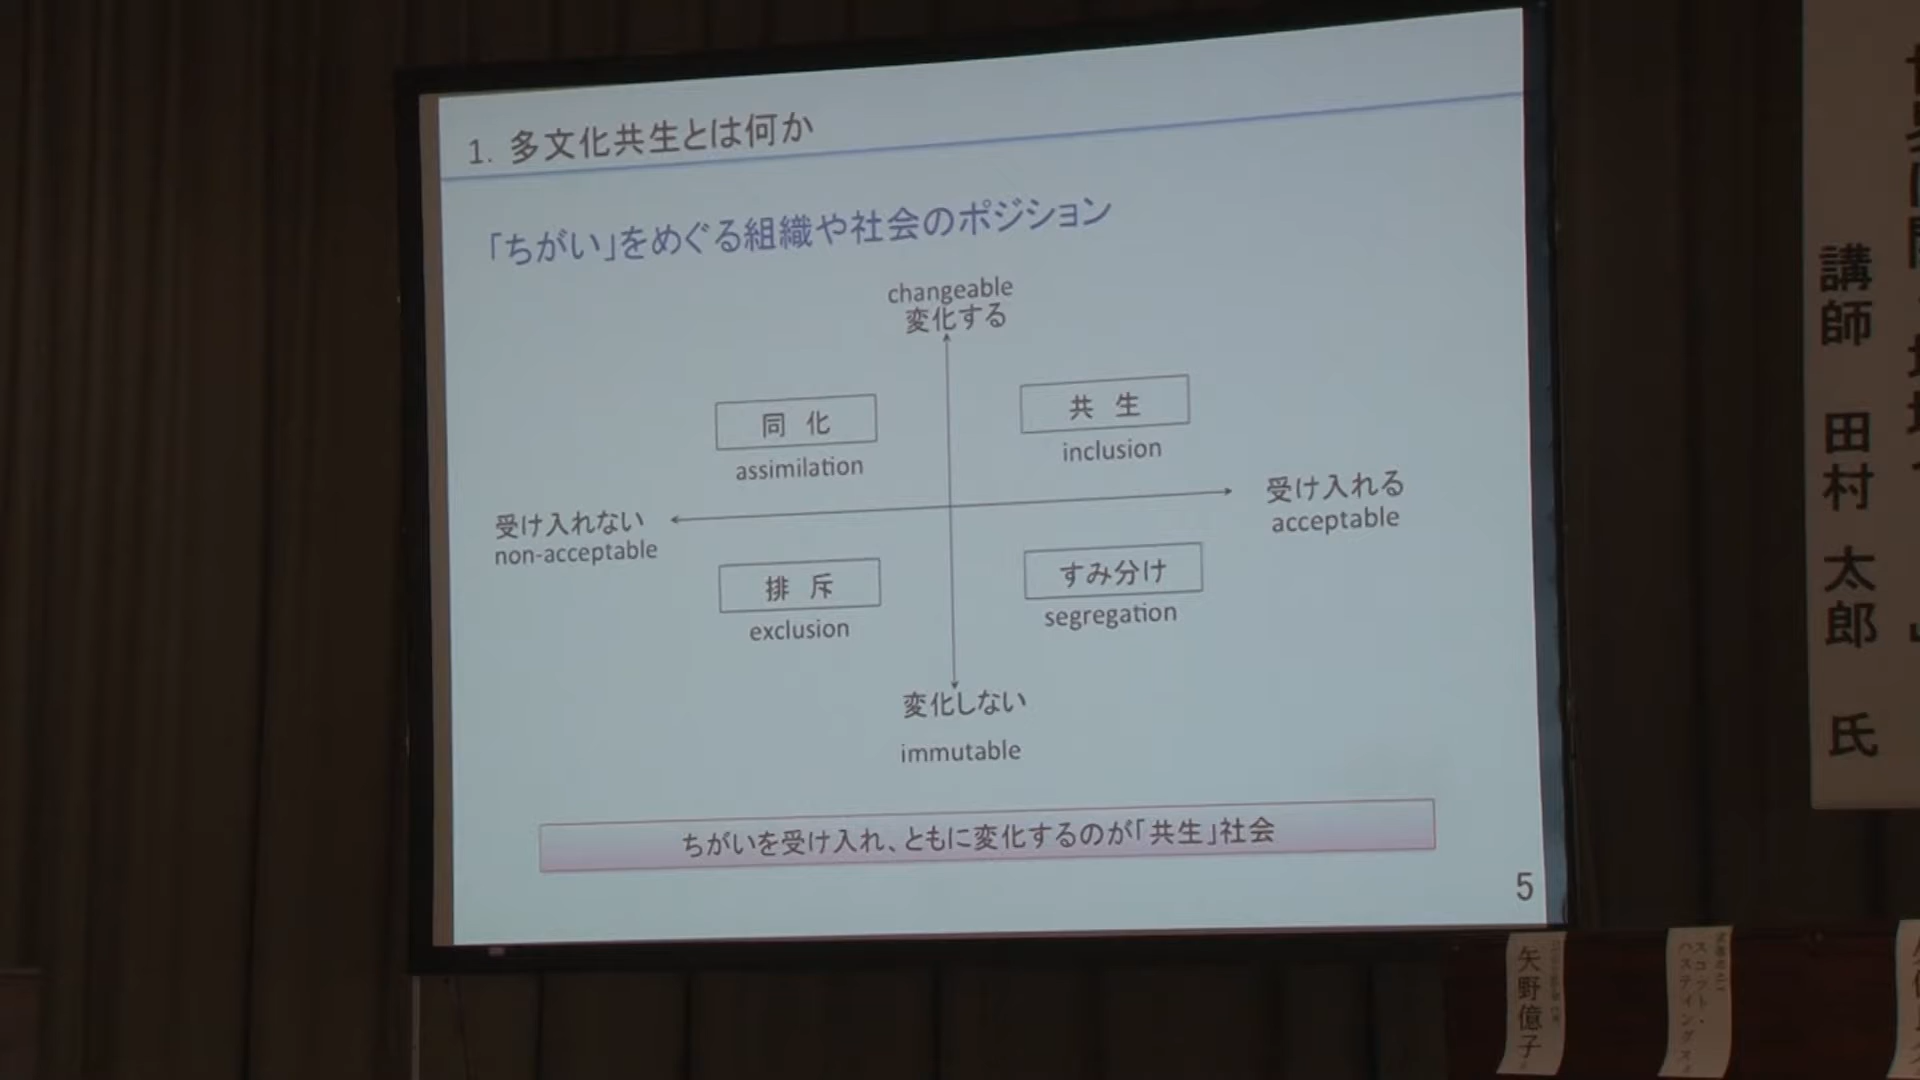 1. 多文化共生とは何か
「ちがい」をめぐる組織や社会のポジション
changeable
変化する
同 化
assimilation
共 生
inclusion
受け入れない
non-acceptable
受け入れる
acceptable
排 斥
exclusion
すみ分け
segregation
変化しない
immutable
ちがいを受け入れ、ともに変化するのが「共生」社会
5
講師 田村 太郎 氏
矢野億子
スコット・